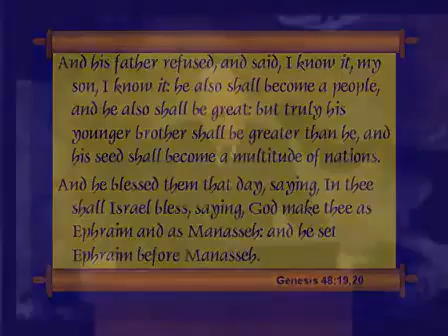 And his father refused, and said, I know it, my
son, I know it: he also shall become a people,
and he also shall be great: but truly his
younger brother shall be greater than he, and
his seed shall become a multitude of nations.
And he blessed them that day, saying, In thee
shall Israel bless, saying, God make thee as
Ephraim and as Manasseh: and he set
Ephraim before Manasseh.
Genesis 48:19,20